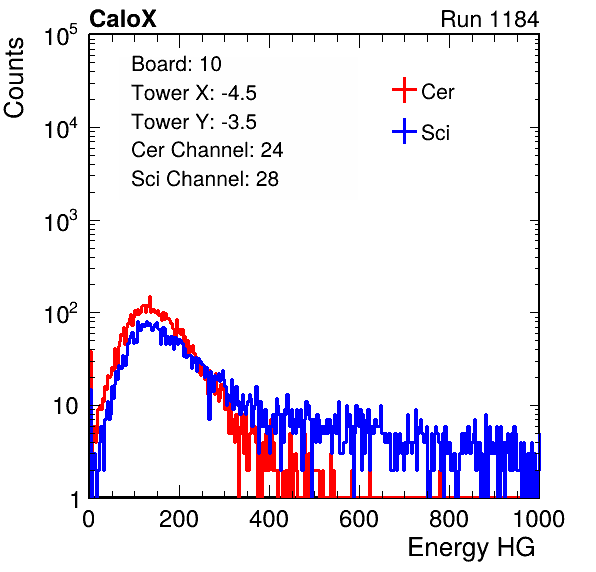 CaloX Run 1184
Counts
10^5
10^4
10^3
10^2
10
1
Board: 10
Tower X: -4.5
Tower Y: -3.5
Cer Channel: 24
Sci Channel: 28
Cer
Sci
0 200 400 600 800 1000
Energy HG